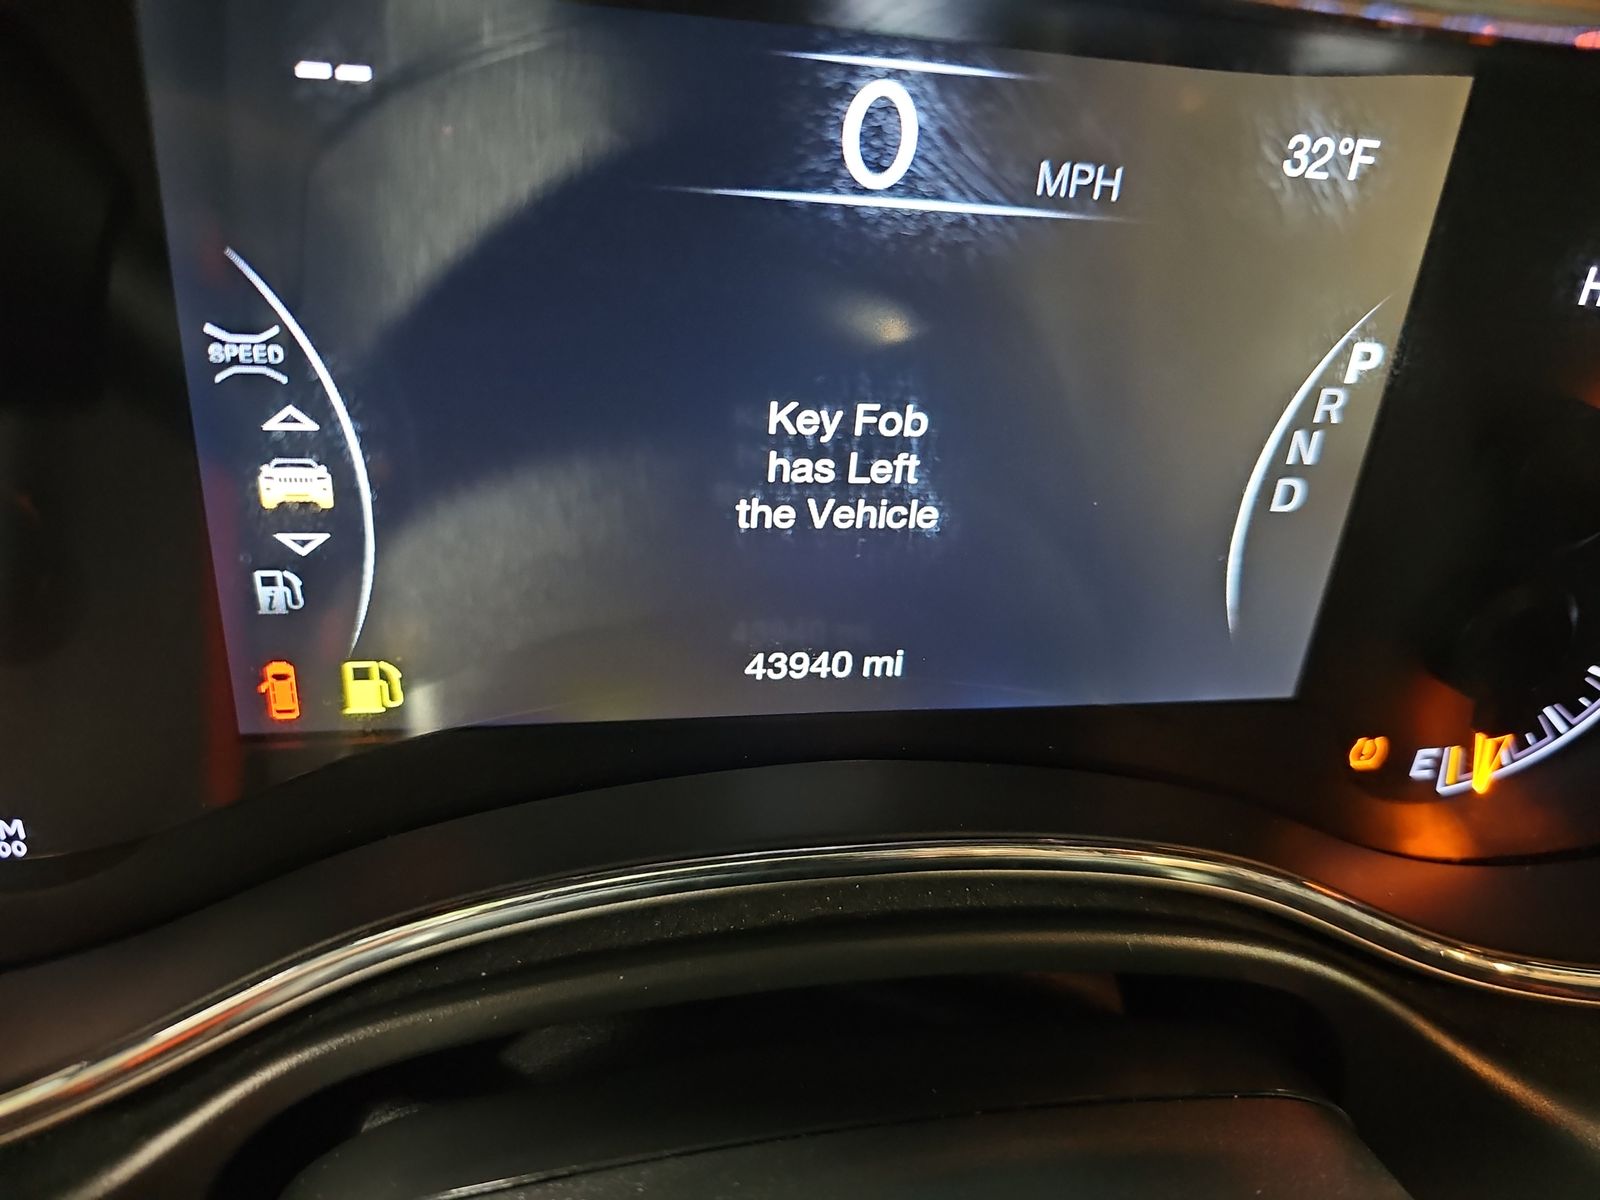 0
MPH
32°F
SPEED
P
R
N
D
Key Fob
has Left
the Vehicle
43940 mi
E
H